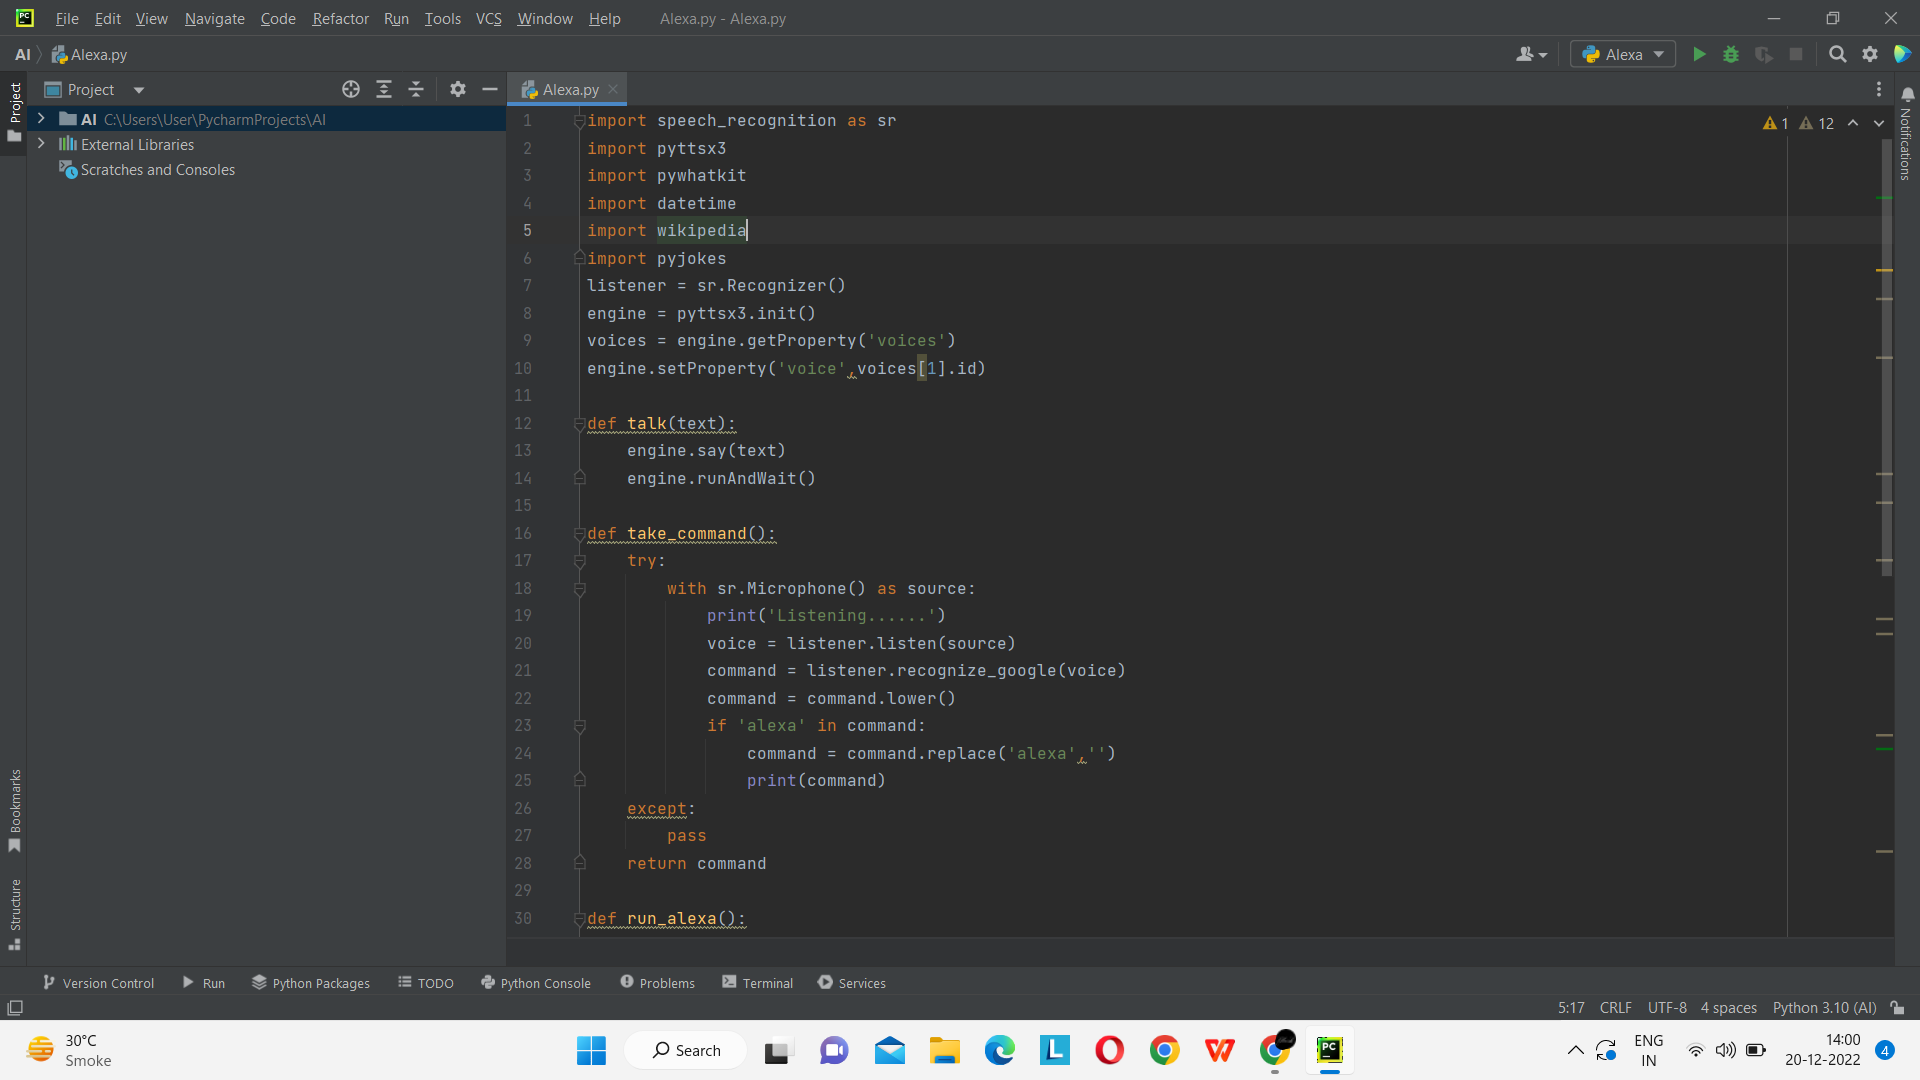 File Edit View Navigate Code Refactor Run Tools VCS Window Help Alexa.py - Alexa.py
AI Alexa.py Alexa
Project
Project
Alexa.py
AI C:\Users\User\PycharmProjects\AI
External Libraries
Scratches and Consoles
1 12
Notifications
1 import speech_recognition as sr
2 import pyttsx3
3 import pywhatkit
4 import datetime
5 import wikipedia
6 import pyjokes
7 listener = sr.Recognizer()
8 engine = pyttsx3.init()
9 voices = engine.getProperty('voices')
10 engine.setProperty('voice',voices[1].id)
11
12 def talk(text):
13 engine.say(text)
14 engine.runAndWait()
15
16 def take_command():
17 try:
18 with sr.Microphone() as source:
19 print('Listening......')
20 voice = listener.listen(source)
21 command = listener.recognize_google(voice)
22 command = command.lower()
23 if 'alexa' in command:
24 command = command.replace('alexa','')
25 print(command)
26 except:
27 pass
28 return command
29
30 def run_alexa():
Bookmarks
Structure
Version Control Run Python Packages TODO Python Console Problems Terminal Services
5:17 CRLF UTF-8 4 spaces Python 3.10 (AI)
30°C
Smoke
Search
ENG
IN
14:00
20-12-2022
4